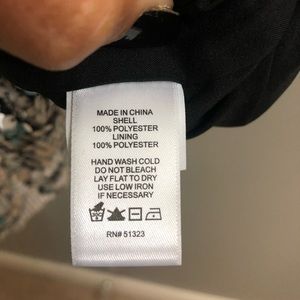 MADE IN CHINA
SHELL
100% POLYESTER
LINING
100% POLYESTER
HAND WASH COLD
DO NOT BLEACH
LAY FLAT TO DRY
USE LOW IRON
IF NECESSARY
RN# 51323